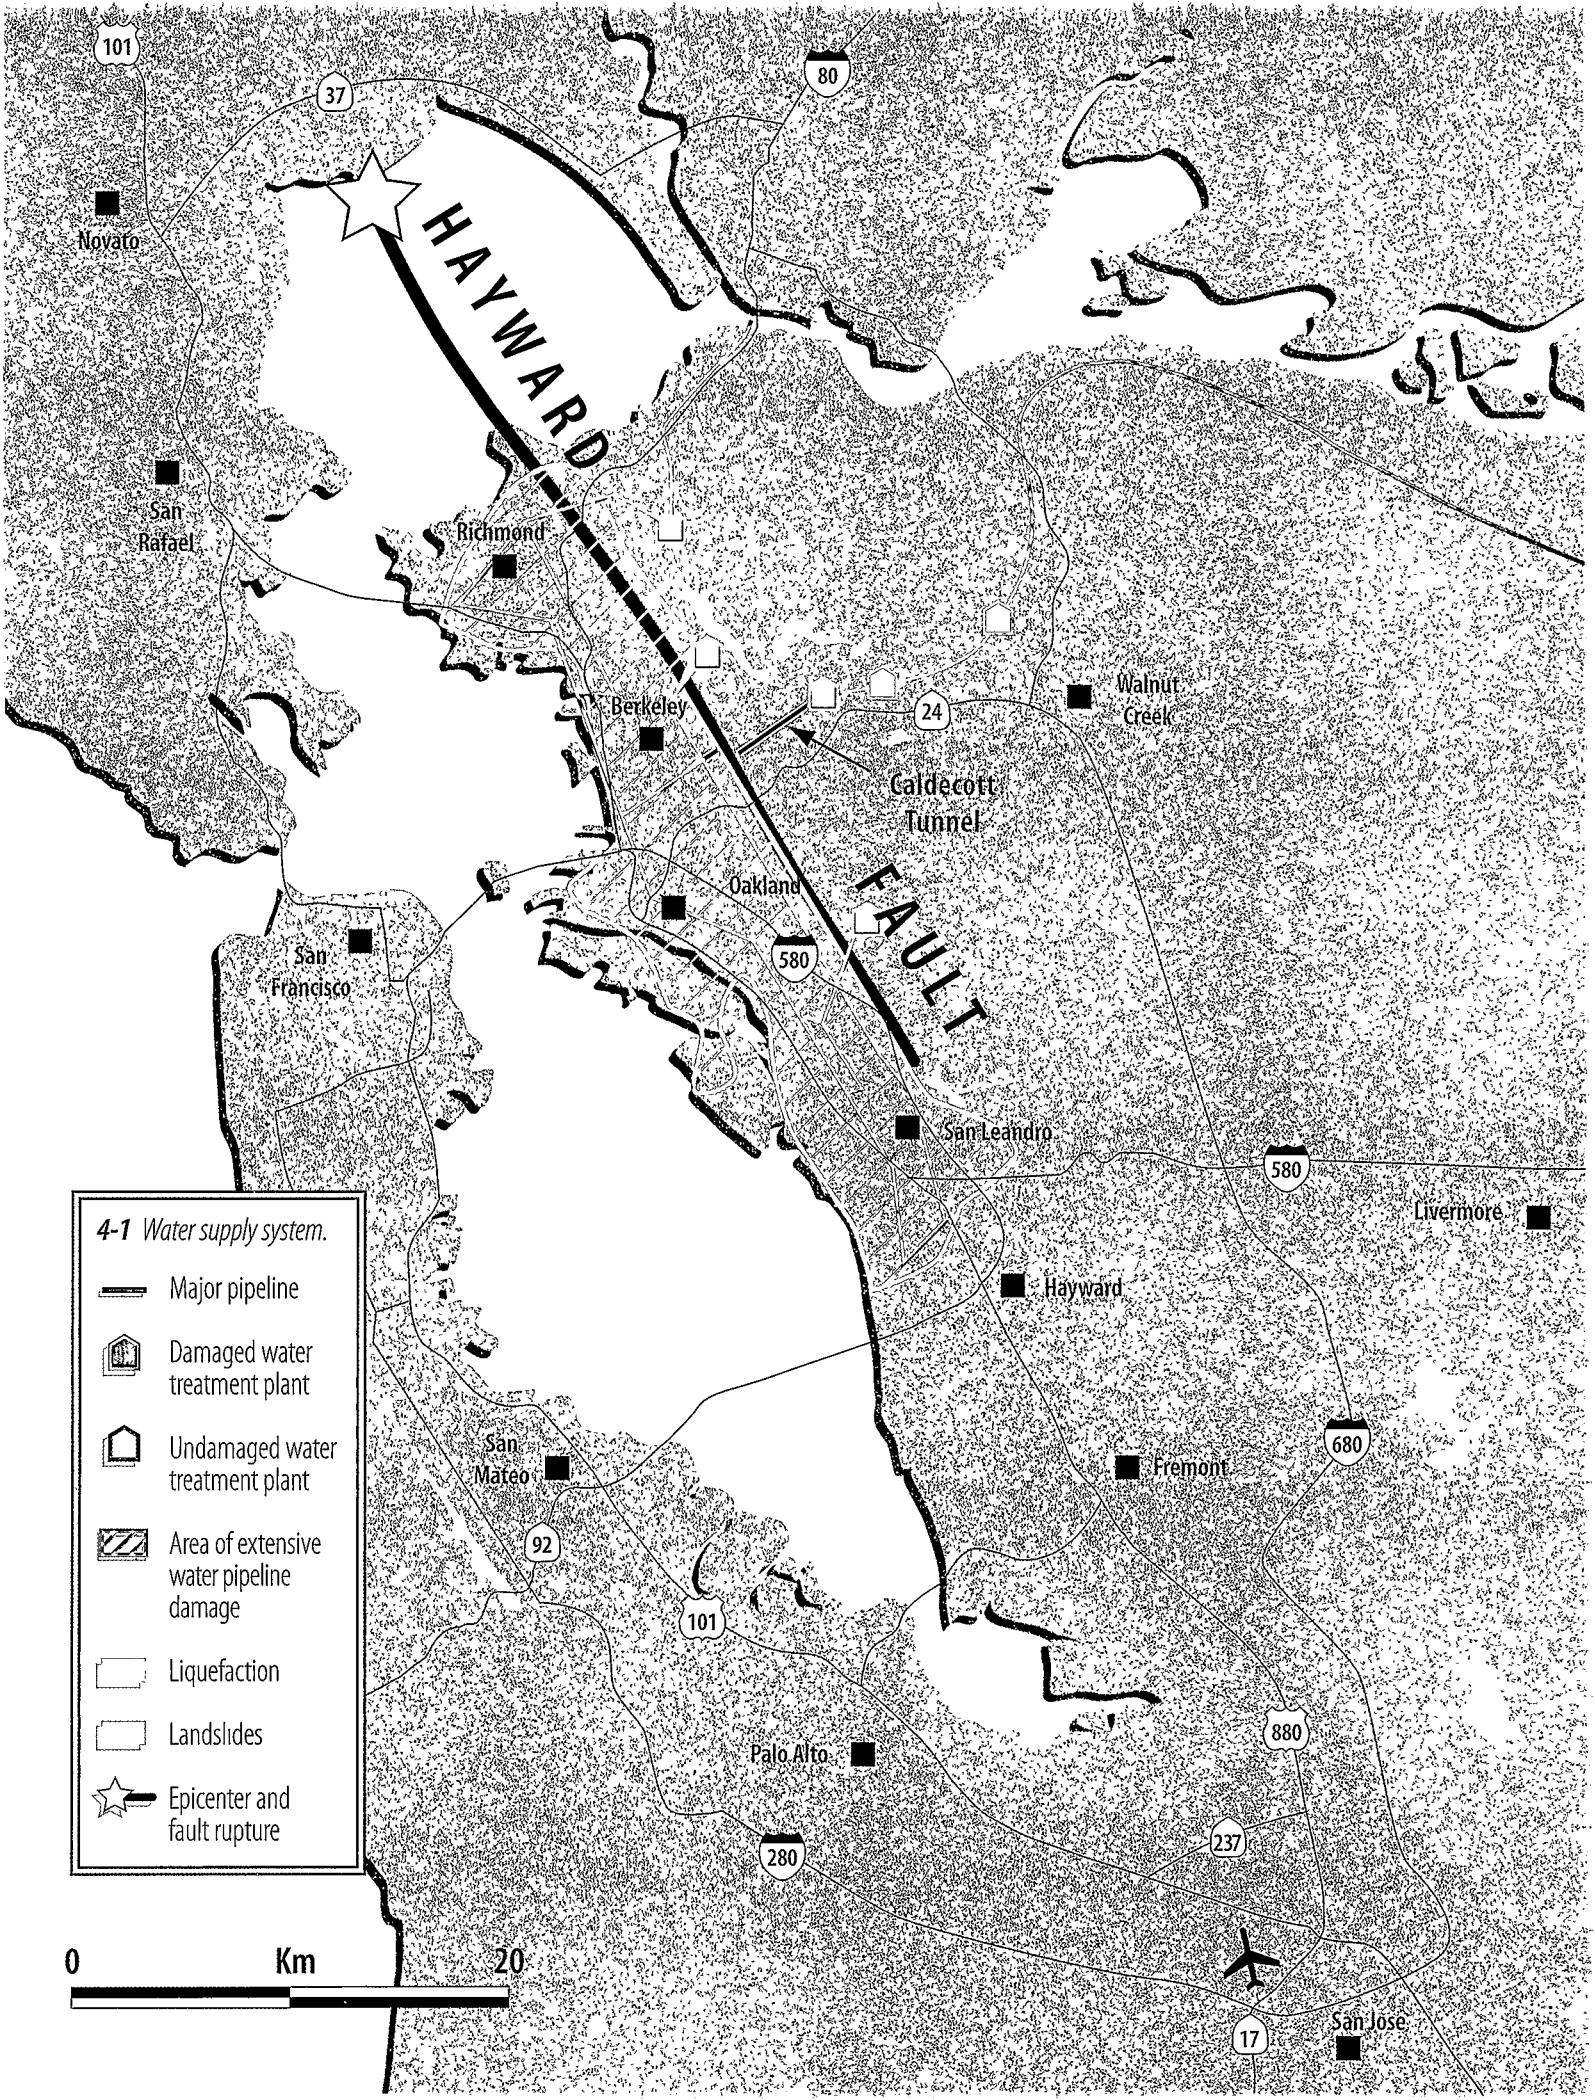 101
80
37
HAYWARD
Novato
San
Rafael
Richmond
Walnut
Creek
Berkeley
24
Caldecott
Tunnel
Oakland
FAULT
580
San
Francisco
San Leandro
580
Livermore
Hayward
4-1 Water supply system.
Major pipeline
Damaged water
treatment plant
Undamaged water
treatment plant
Area of extensive
water pipeline
damage
Liquefaction
Landslides
Epicenter and
fault rupture
680
San
Mateo
Fremont
92
101
880
Palo Alto
237
280
0 Km 20
San Jose
17